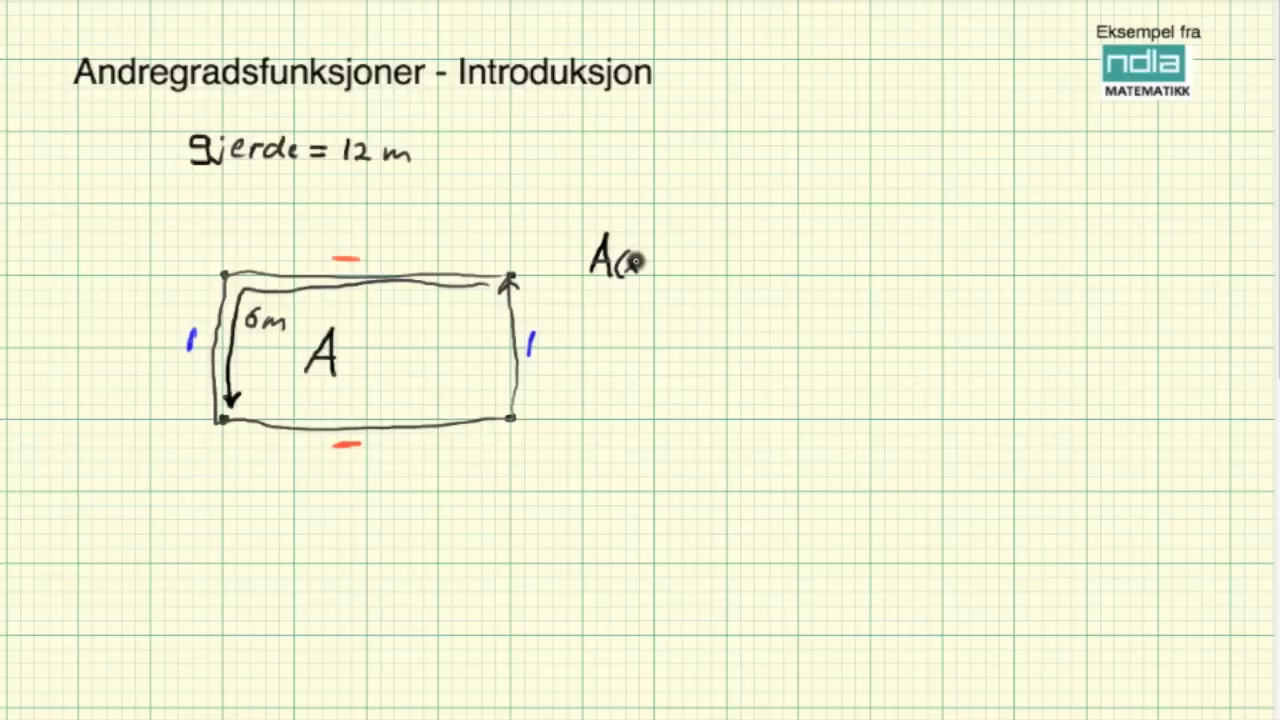 Eksempel fra
ndla
MATEMATIKK
Andregradsfunksjoner - Introduksjon
gjerde = 12 m
A(x
6m
A